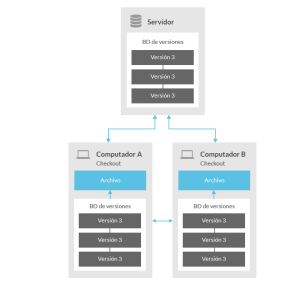 Servidor
BD de versiones
Versión 3
Versión 3
Versión 3
Computador A
Checkout
Archivo
BD de versiones
Versión 3
Versión 3
Versión 3
Computador B
Checkout
Archivo
BD de versiones
Versión 3
Versión 3
Versión 3